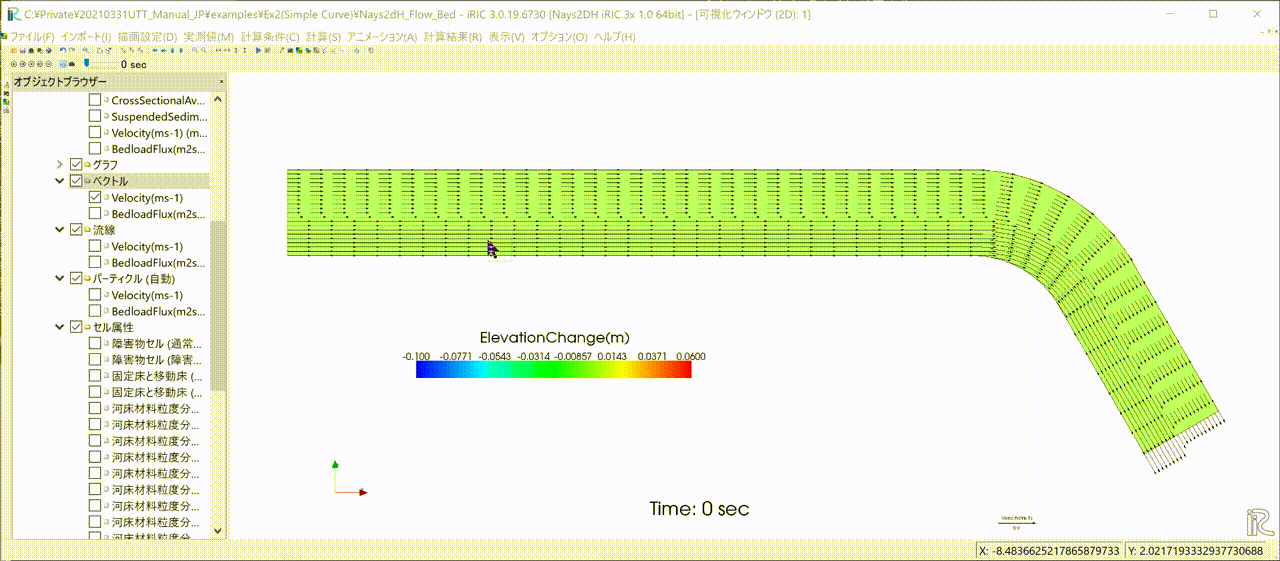 C:¥Private¥20210331UTT_Manual_JP¥examples¥Ex2(Simple Curve)¥Nays2dH_Flow_Bed - iRIC 3.0.19.6730 [Nays2DH iRIC.3x 1.0 64bit] - [可視化ウィンドウ (2D): 1]
ファイル(F) インポート(I) 描画設定(D) 実測値(M) 計算条件(C) 計算(S) アニメーション(A) 計算結果(R) 表示(V) オプション(O) ヘルプ(H)
0 sec
オブジェクトブラウザー
CrossSectionalAv...
SuspendedSedim...
Velocity(ms-1) (m...
BedloadFlux(m2s...
グラフ
ベクトル
Velocity(ms-1)
BedloadFlux(m2s...
流線
Velocity(ms-1)
BedloadFlux(m2s...
パーティクル (自動)
Velocity(ms-1)
BedloadFlux(m2s...
セル属性
障害物セル (通常...
障害物セル (障害...
固定床と移動床 (...
固定床と移動床 (...
河床材料粒度分...
河床材料粒度分...
河床材料粒度分...
河床材料粒度分...
河床材料粒度分...
河床材料粒度分...
河床材料粒度分...
河床材料粒度分...
河床材料粒度分...
ElevationChange(m)
-0.100 -0.0771 -0.0543 -0.0314 -0.00857 0.0143 0.0371 0.0600
Time: 0 sec
iRIC
X: -8.4836625217865879733 Y: 2.0217193332937730688